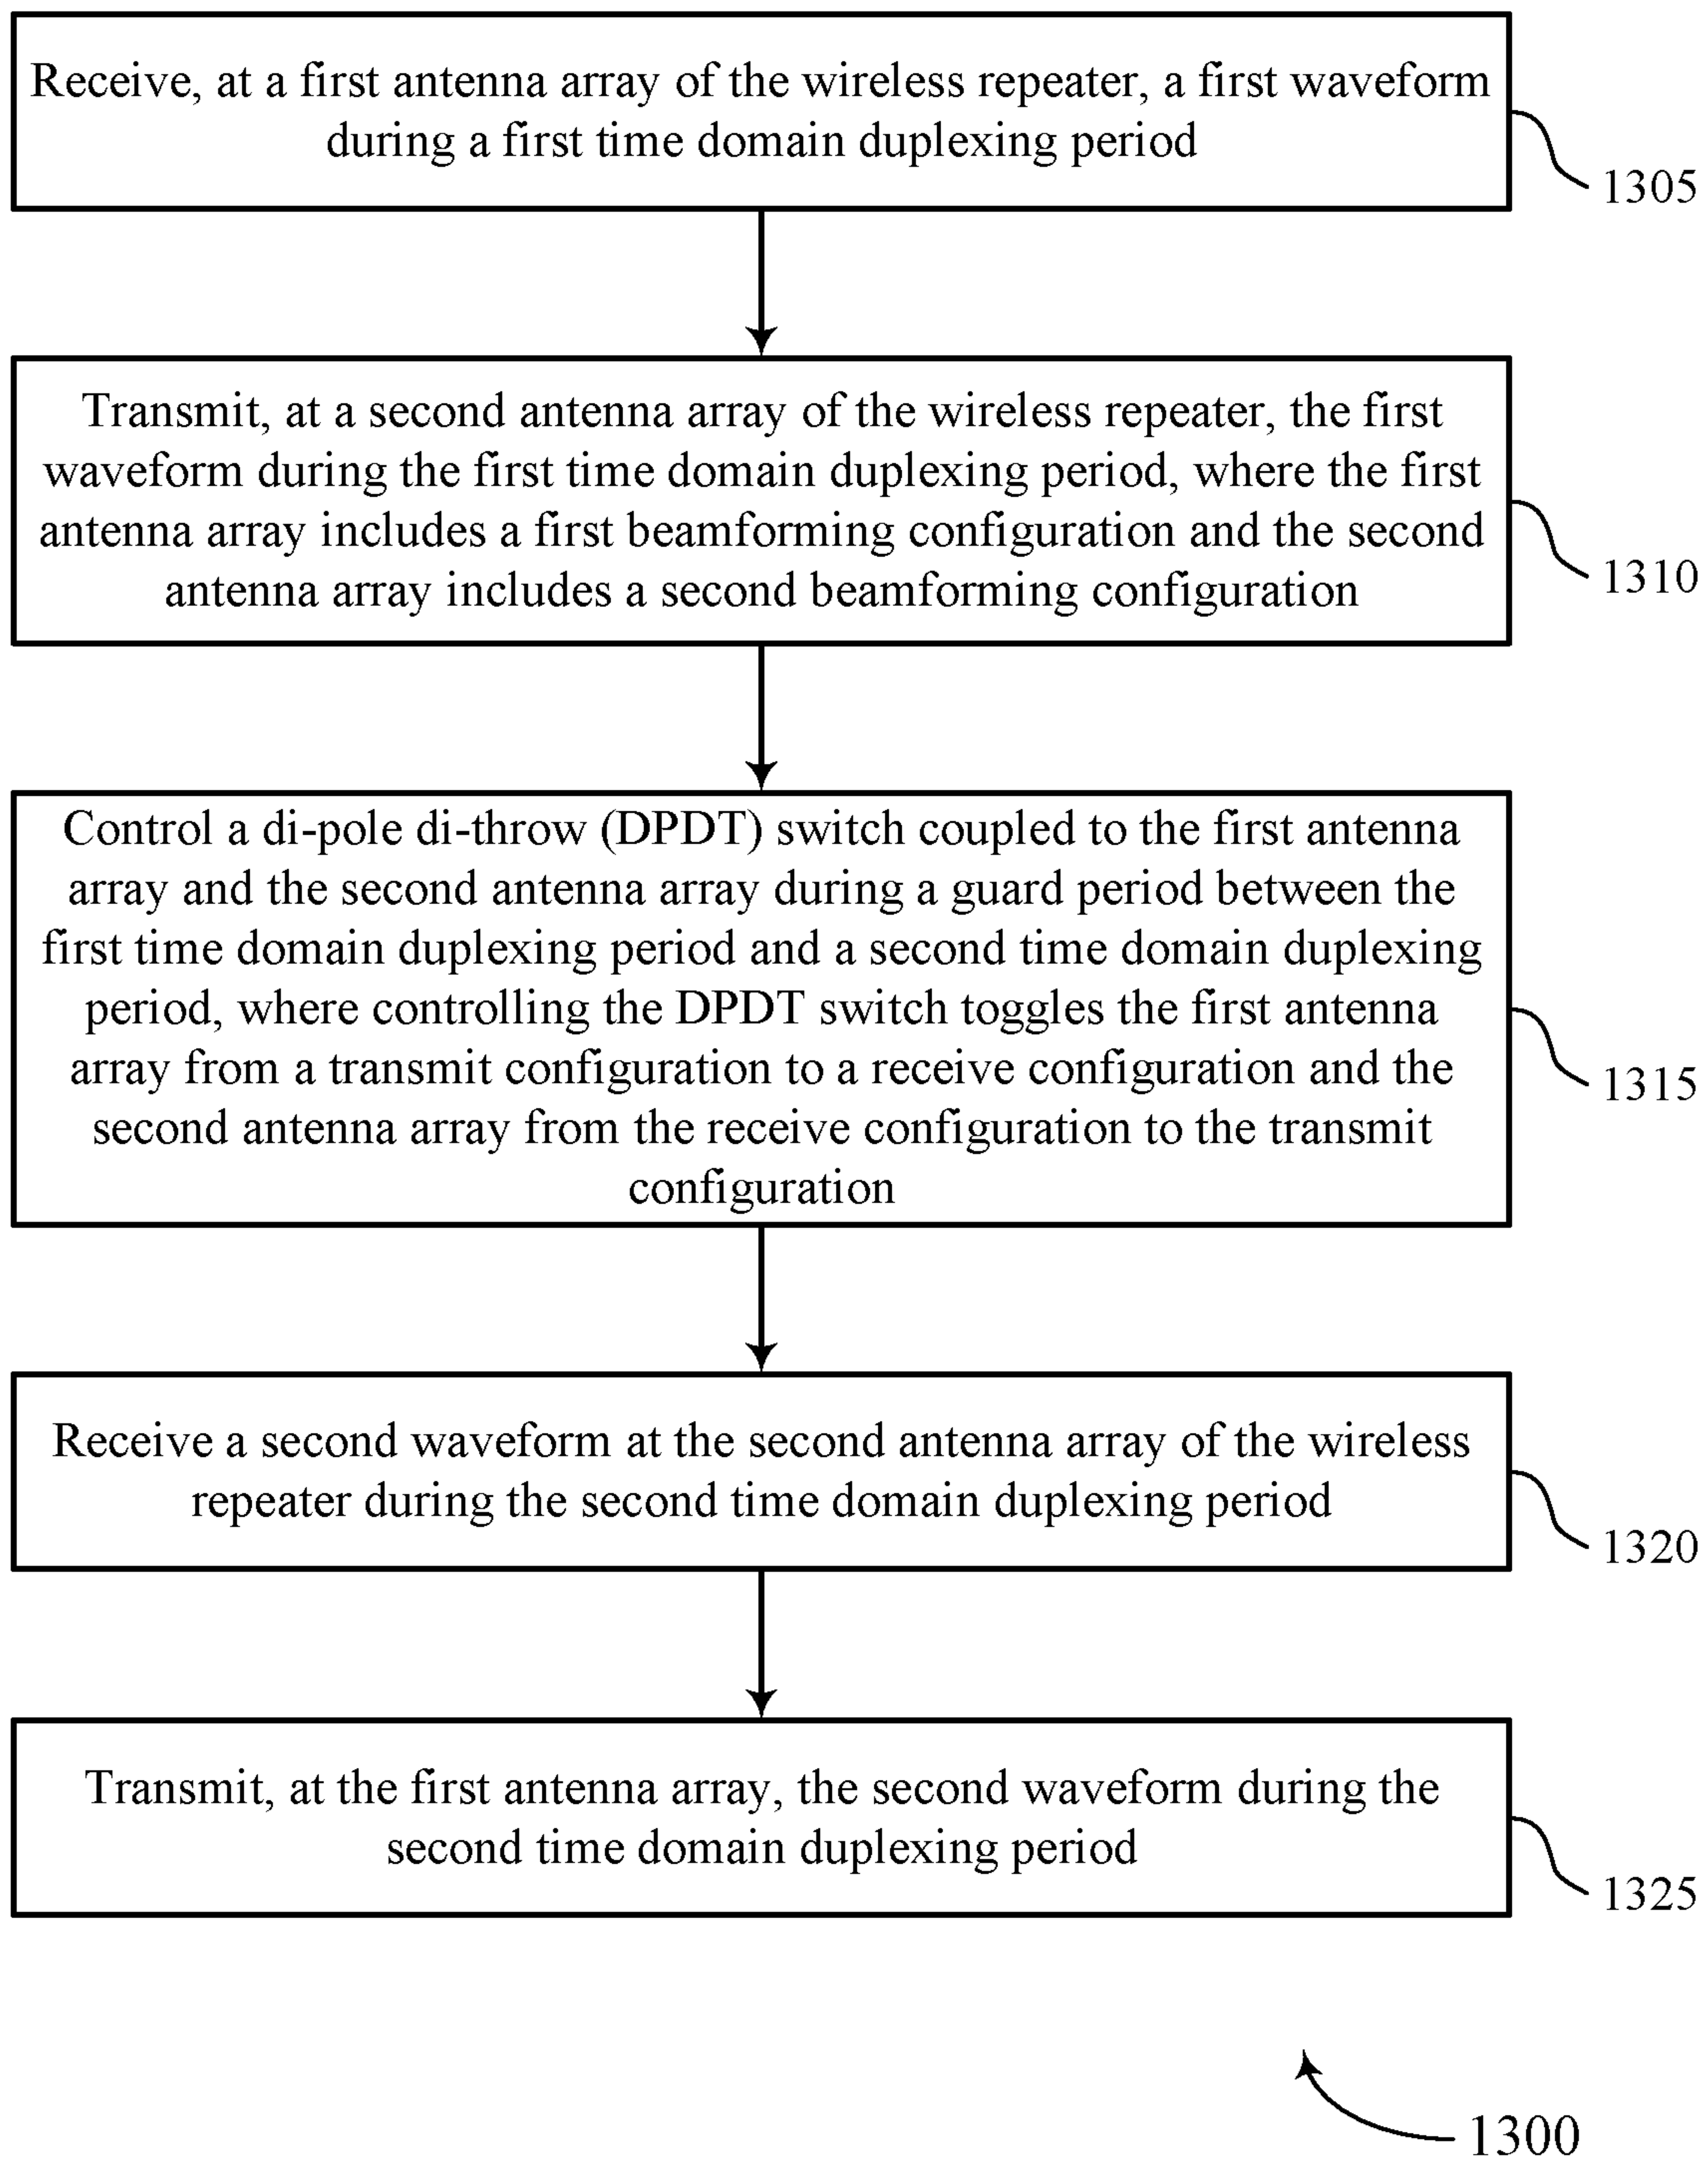 Receive, at a first antenna array of the wireless repeater, a first waveform
during a first time domain duplexing period
1305
Transmit, at a second antenna array of the wireless repeater, the first
waveform during the first time domain duplexing period, where the first
antenna array includes a first beamforming configuration and the second
antenna array includes a second beamforming configuration
1310
Control a di-pole di-throw (DPDT) switch coupled to the first antenna
array and the second antenna array during a guard period between the
first time domain duplexing period and a second time domain duplexing
period, where controlling the DPDT switch toggles the first antenna
array from a transmit configuration to a receive configuration and the
second antenna array from the receive configuration to the transmit
configuration
1315
Receive a second waveform at the second antenna array of the wireless
repeater during the second time domain duplexing period
1320
Transmit, at the first antenna array, the second waveform during the
second time domain duplexing period
1325
1300